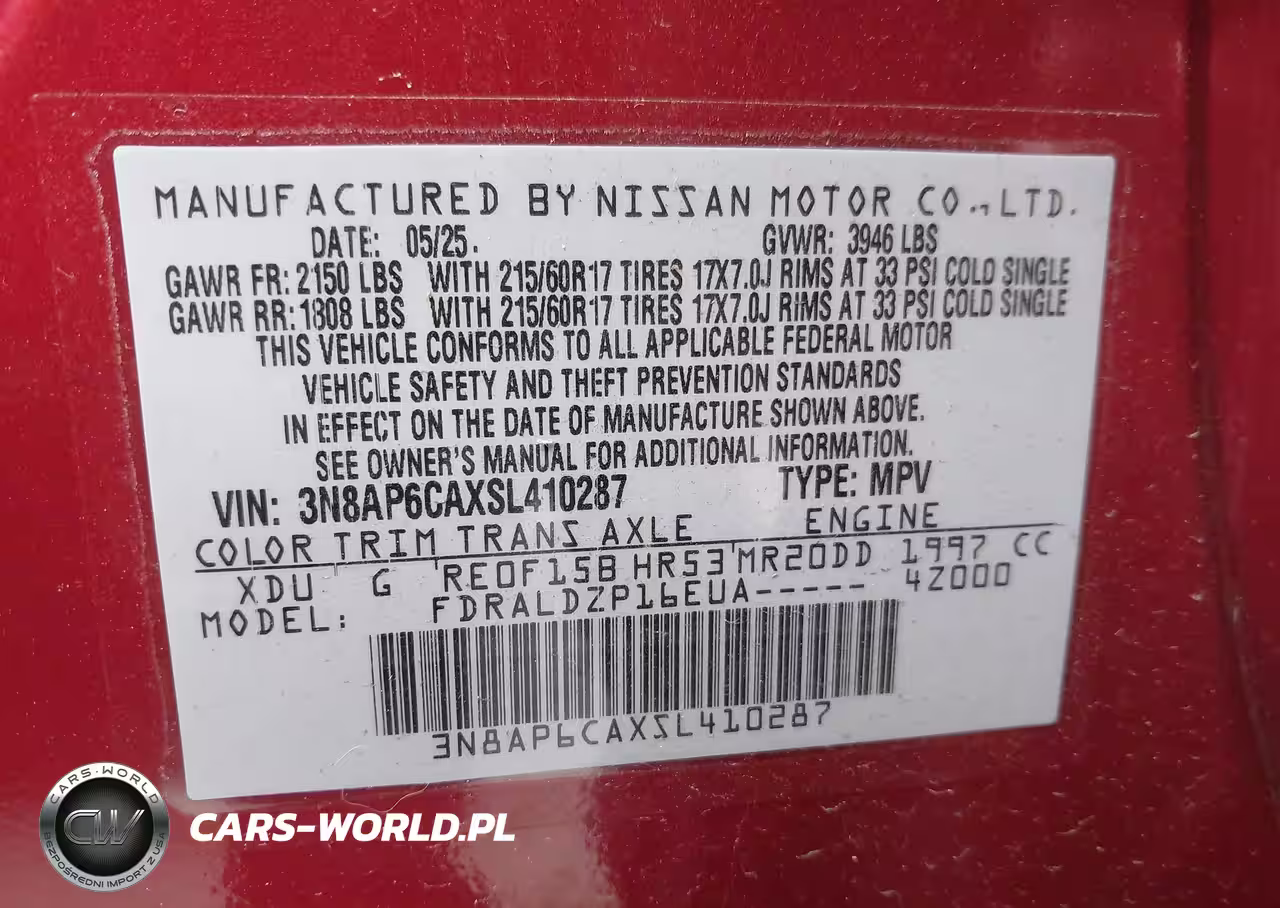 MANUFACTURED BY NISSAN MOTOR CO., LTD.
DATE: 05/25. GVWR: 3946 LBS
GAWR FR: 2150 LBS WITH 215/60R17 TIRES 17X7.0J RIMS AT 33 PSI COLD SINGLE
GAWR RR: 1808 LBS WITH 215/60R17 TIRES 17X7.0J RIMS AT 33 PSI COLD SINGLE
THIS VEHICLE CONFORMS TO ALL APPLICABLE FEDERAL MOTOR
VEHICLE SAFETY AND THEFT PREVENTION STANDARDS
IN EFFECT ON THE DATE OF MANUFACTURE SHOWN ABOVE.
SEE OWNER'S MANUAL FOR ADDITIONAL INFORMATION.
VIN: 3N8AP6CAXSL410287 TYPE: MPV
COLOR TRIM TRANS AXLE ENGINE
XDU G RE0F15B HR53 MR20DD 1997 CC
MODEL: FDRALDZP16EUA----- 4Z000
3N8AP6CAXSL410287
CARS-WORLD
CW
BEZPOŚREDNI IMPORT Z USA
CARS-WORLD.PL